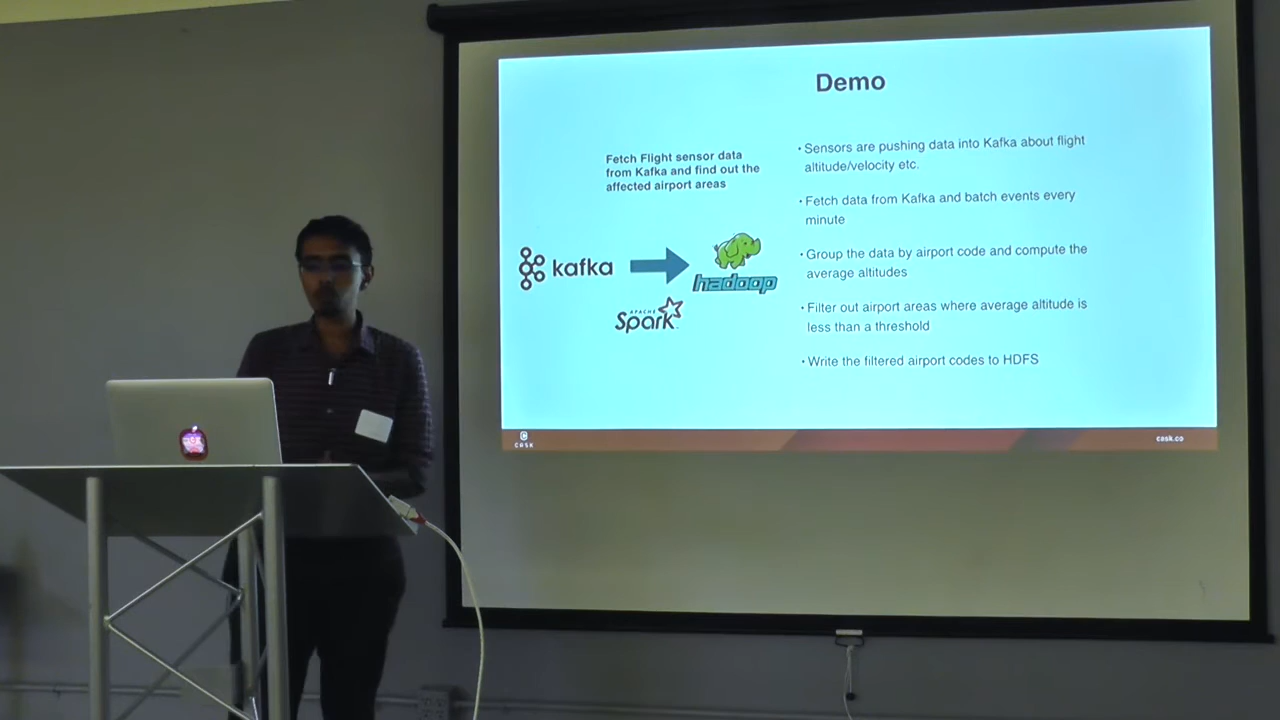 Demo
Fetch Flight sensor data
from Kafka and find out the
affected airport areas
kafka
hadoop
APACHE
Spark
• Sensors are pushing data into Kafka about flight
altitude/velocity etc.
• Fetch data from Kafka and batch events every
minute
• Group the data by airport code and compute the
average altitudes
• Filter out airport areas where average altitude is
less than a threshold
• Write the filtered airport codes to HDFS
CASK
cask.co